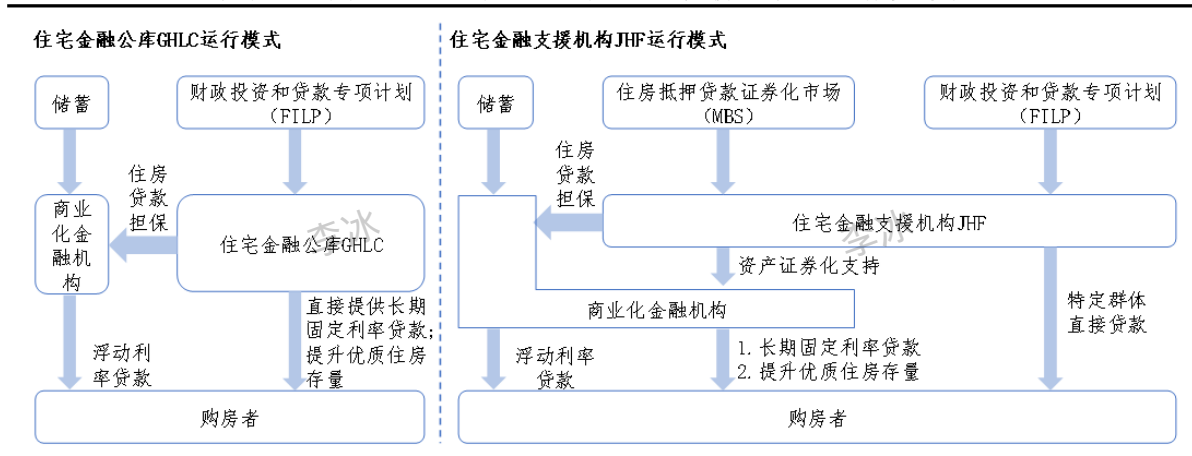 住宅金融公库GHLC运行模式
储蓄
财政投资和贷款专项计划
（FILP）
住房
贷款
担保
商业
化金
融机
构
住宅金融公库GHLC
李冰
浮动利
率贷款
直接提供长期
固定利率贷款；
提升优质住房
存量
购房者
住宅金融支援机构JHF运行模式
储蓄
住房抵押贷款证券化市场
（MBS）
财政投资和贷款专项计划
（FILP）
住房
贷款
担保
住宅金融支援机构JHF
李冰
资产证券化支持
商业化金融机构
特定群体
直接贷款
浮动利率
贷款
1.长期固定利率贷款
2.提升优质住房存量
购房者